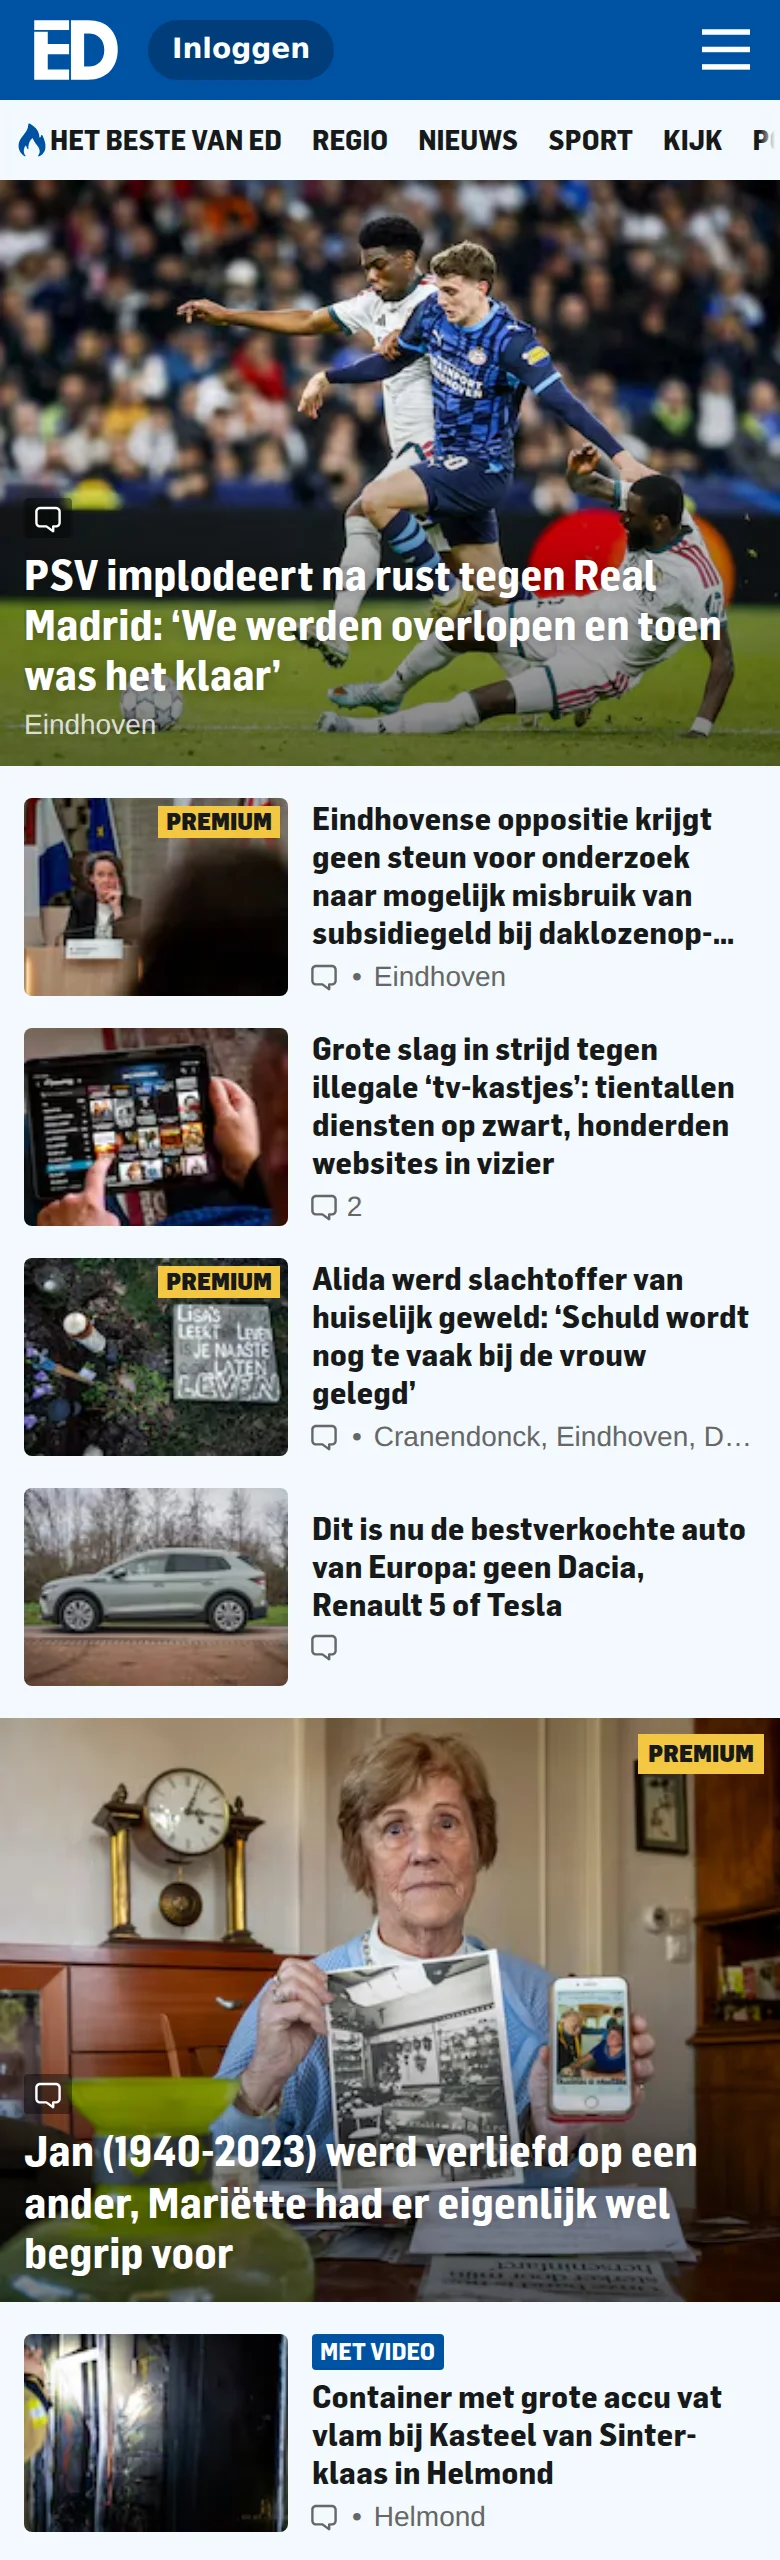 ED
Inloggen
HET BESTE VAN ED REGIO NIEUWS SPORT KIJK
PSV implodeert na rust tegen Real
Madrid: ‘We werden overlopen en toen
was het klaar’
Eindhoven
PREMIUM
Eindhovense oppositie krijgt
geen steun voor onderzoek
naar mogelijk misbruik van
subsidiegeld bij daklozenop-...
• Eindhoven
Grote slag in strijd tegen
illegale ‘tv-kastjes’: tientallen
diensten op zwart, honderden
websites in vizier
2
PREMIUM
LISA'S
LEEKT LEVEN
IS JE NAASTE
LATEN
LEVEN
Alida werd slachtoffer van
huiselijk geweld: ‘Schuld wordt
nog te vaak bij de vrouw
gelegd’
• Cranendonck, Eindhoven, D...
Dit is nu de bestverkochte auto
van Europa: geen Dacia,
Renault 5 of Tesla
PREMIUM
Jan (1940-2023) werd verliefd op een
ander, Mariëtte had er eigenlijk wel
begrip voor
MET VIDEO
Container met grote accu vat
vlam bij Kasteel van Sinter-
klaas in Helmond
• Helmond